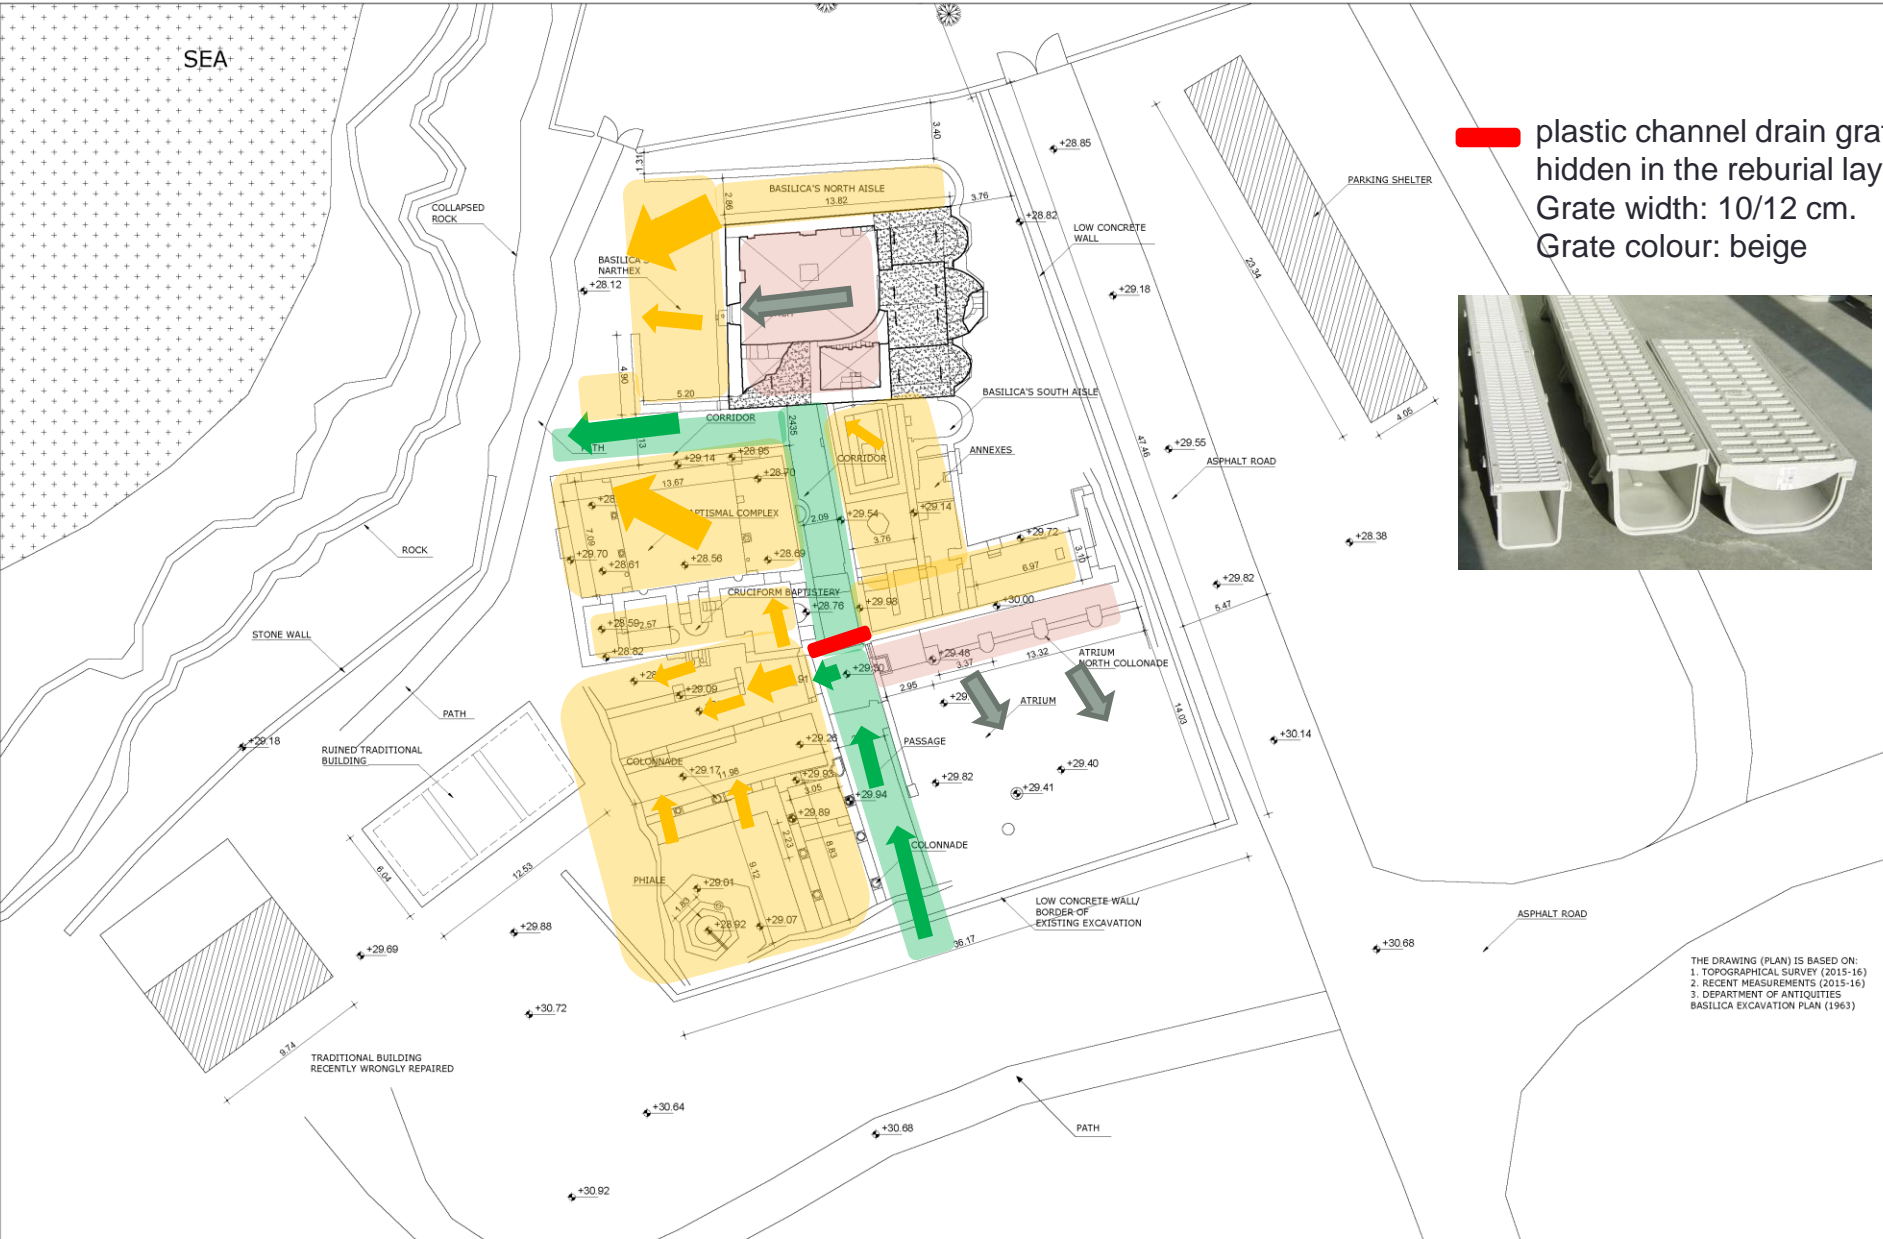 SEA
plastic channel drain
hidden in the reburial
Grate width: 10/12 cm.
Grate colour: beige
+28.85
3.40
1.31
PARKING SHELTER
BASILICA'S NORTH AISLE
2.86
13.82
3.76
COLLAPSED
ROCK
+28.82
LOW CONCRETE
WALL
BASILICA'S
NARTHEX
+28.12
23.34
+29.18
4.90
5.20
BASILICA'S SOUTH AISLE
4.05
CORRIDOR
47.46
+29.55
ANNEXES
ASPHALT ROAD
+29.14
+28.95
CORRIDOR
+28.70
13.67
2.09
+29.54
+29.14
BAPTISMAL COMPLEX
7.09
3.76
+29.72
3.10
+28.38
ROCK
+29.70
+28.61
+28.56
+28.69
6.97
+29.82
CRUCIFORM BAPTISTERY
+28.76
+29.98
+30.00
5.47
STONE WALL
+28.59
2.57
+28.82
+29.48
3.37
13.32
ATRIUM
NORTH COLLONADE
+29.09
2.95
ATRIUM
14.03
PATH
+29.18
RUINED TRADITIONAL
BUILDING
+29.26
PASSAGE
+30.14
COLONNADE
+29.17
11.98
+29.93
3.05
+29.82
+29.40
+29.94
+29.41
+29.89
2.23
8.83
COLONNADE
6.04
12.53
9.12
PHIALE
+29.01
1.83
+28.92
+29.07
LOW CONCRETE WALL/
BORDER OF
EXISTING EXCAVATION
ASPHALT ROAD
+29.88
36.17
+30.68
+29.69
THE DRAWING (PLAN) IS BASED ON:
1. TOPOGRAPHICAL SURVEY (2015-16)
2. RECENT MEASUREMENTS (2015-16)
3. DEPARTMENT OF ANTIQUITIES
BASILICA EXCAVATION PLAN (1963)
+30.72
9.74
TRADITIONAL BUILDING
RECENTLY WRONGLY REPAIRED
+30.64
+30.68
PATH
+30.92